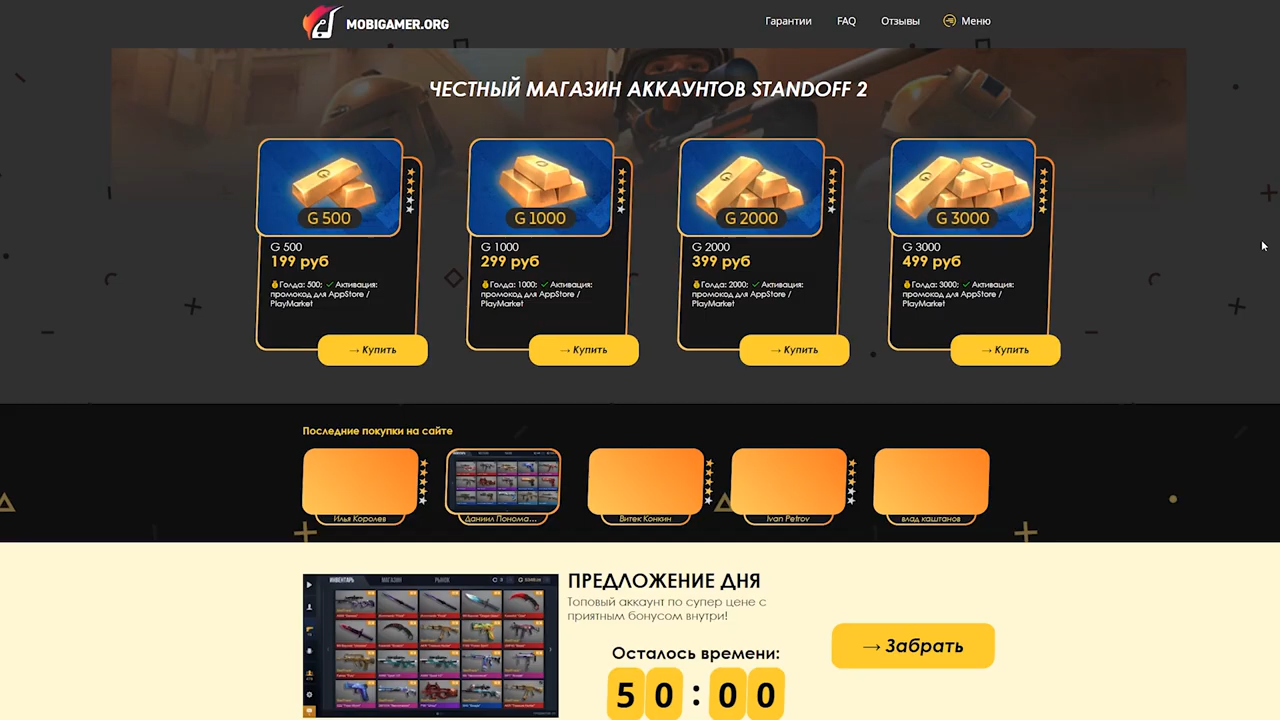 MOBIGAMER.ORG
Гарантии
FAQ
Отзывы
Меню
ЧЕСТНЫЙ МАГАЗИН АККАУНТОВ STANDOFF 2
G 500
G 1000
G 2000
G 3000
G 500
199 руб
Голда: 500; ✓ Активация:
промокод для AppStore /
PlayMarket
→ Купить
G 1000
299 руб
Голда: 1000; ✓ Активация:
промокод для AppStore /
PlayMarket
→ Купить
G 2000
399 руб
Голда: 2000; ✓ Активация:
промокод для AppStore /
PlayMarket
→ Купить
G 3000
499 руб
Голда: 3000; ✓ Активация:
промокод для AppStore /
PlayMarket
→ Купить
Последние покупки на сайте
Илья Королев
Даниил Понома...
Витек Конкин
Ivan Petrov
влад каштанов
ИНВЕНТАРЬ
МАГАЗИН
РЫНОК
ПРЕДЛОЖЕНИЕ ДНЯ
Топовый аккаунт по супер цене с
приятным бонусом внутри!
Осталось времени:
50:00
→ Забрать